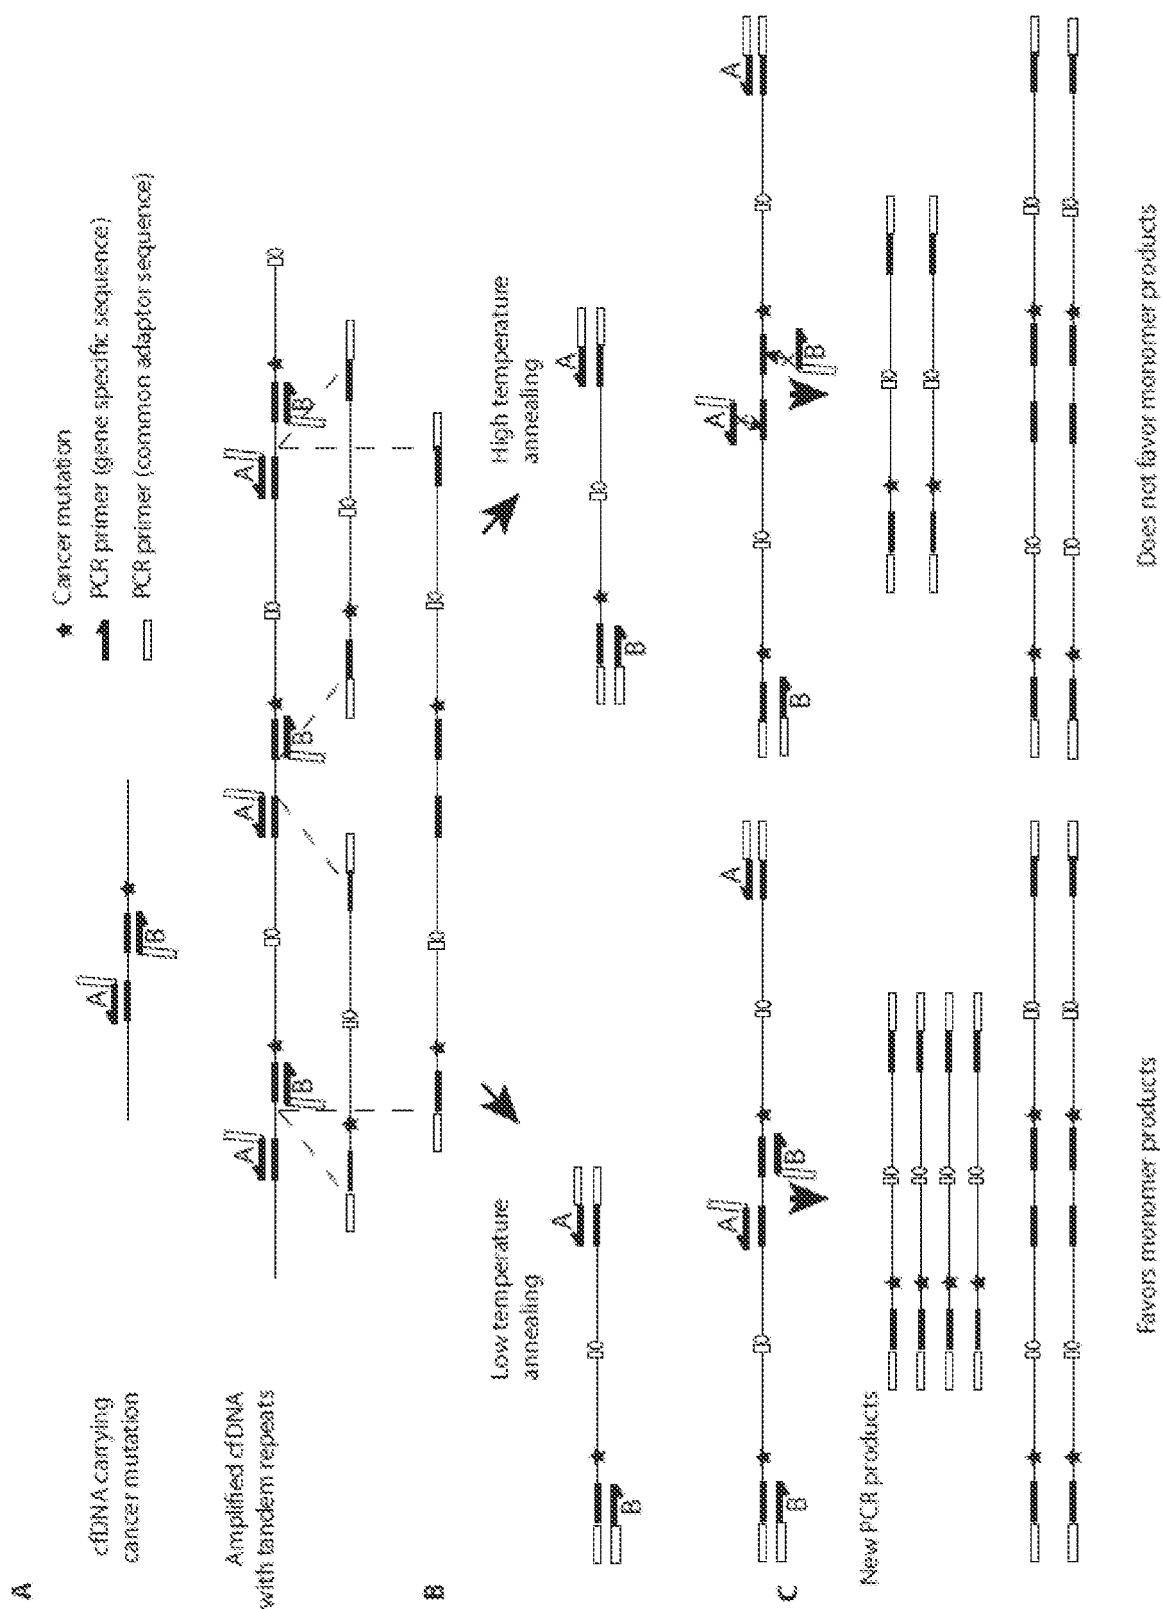 A
cfDNA carrying
cancer mutation
A
B
Cancer mutation
PCR primer (gene specific sequence)
PCR primer (common adaptor sequence)
Amplified cfDNA
with tandem repeats
A
B
A
B
A
B
B
Low temperature
annealing
High temperature
annealing
B
A
B
A
C
B
A
B
A
B
A
B
A
New PCR products
Favors monomer products
Does not favor monomer products